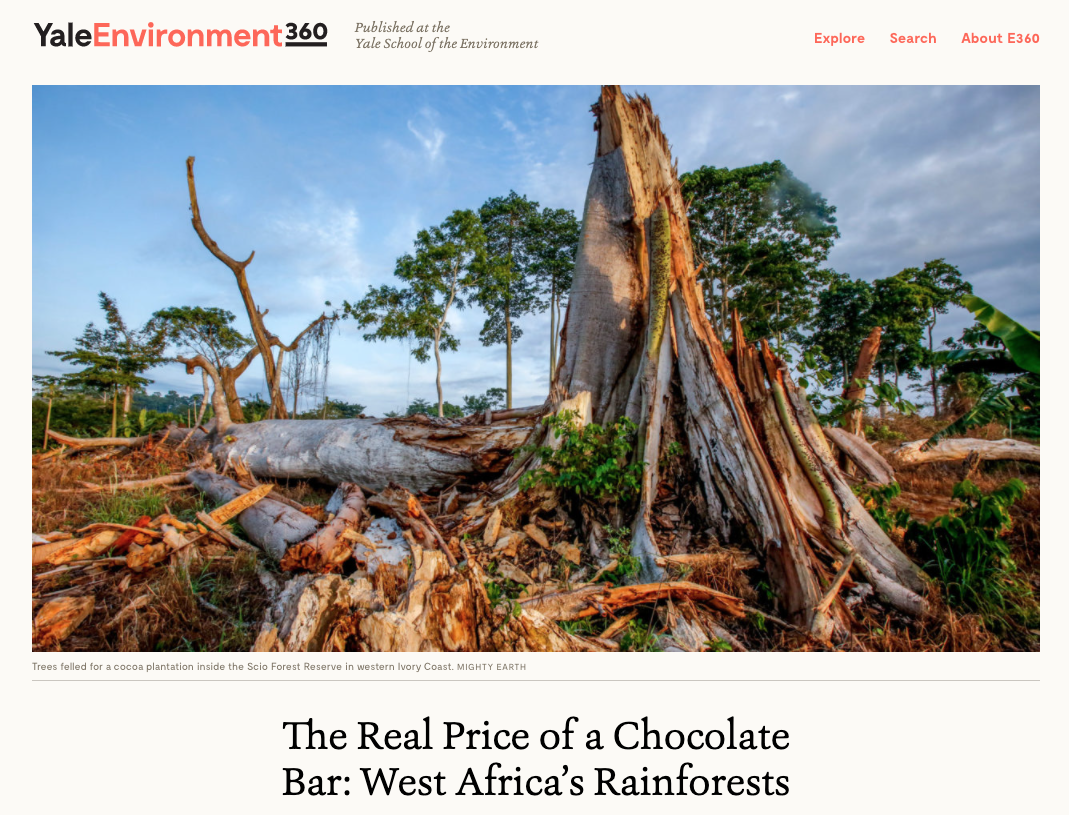 YaleEnvironment360
Published at the
Yale School of the Environment
Explore Search About E360
Trees felled for a cocoa plantation inside the Scio Forest Reserve in western Ivory Coast. MIGHTY EARTH
The Real Price of a Chocolate
Bar: West Africa’s Rainforests